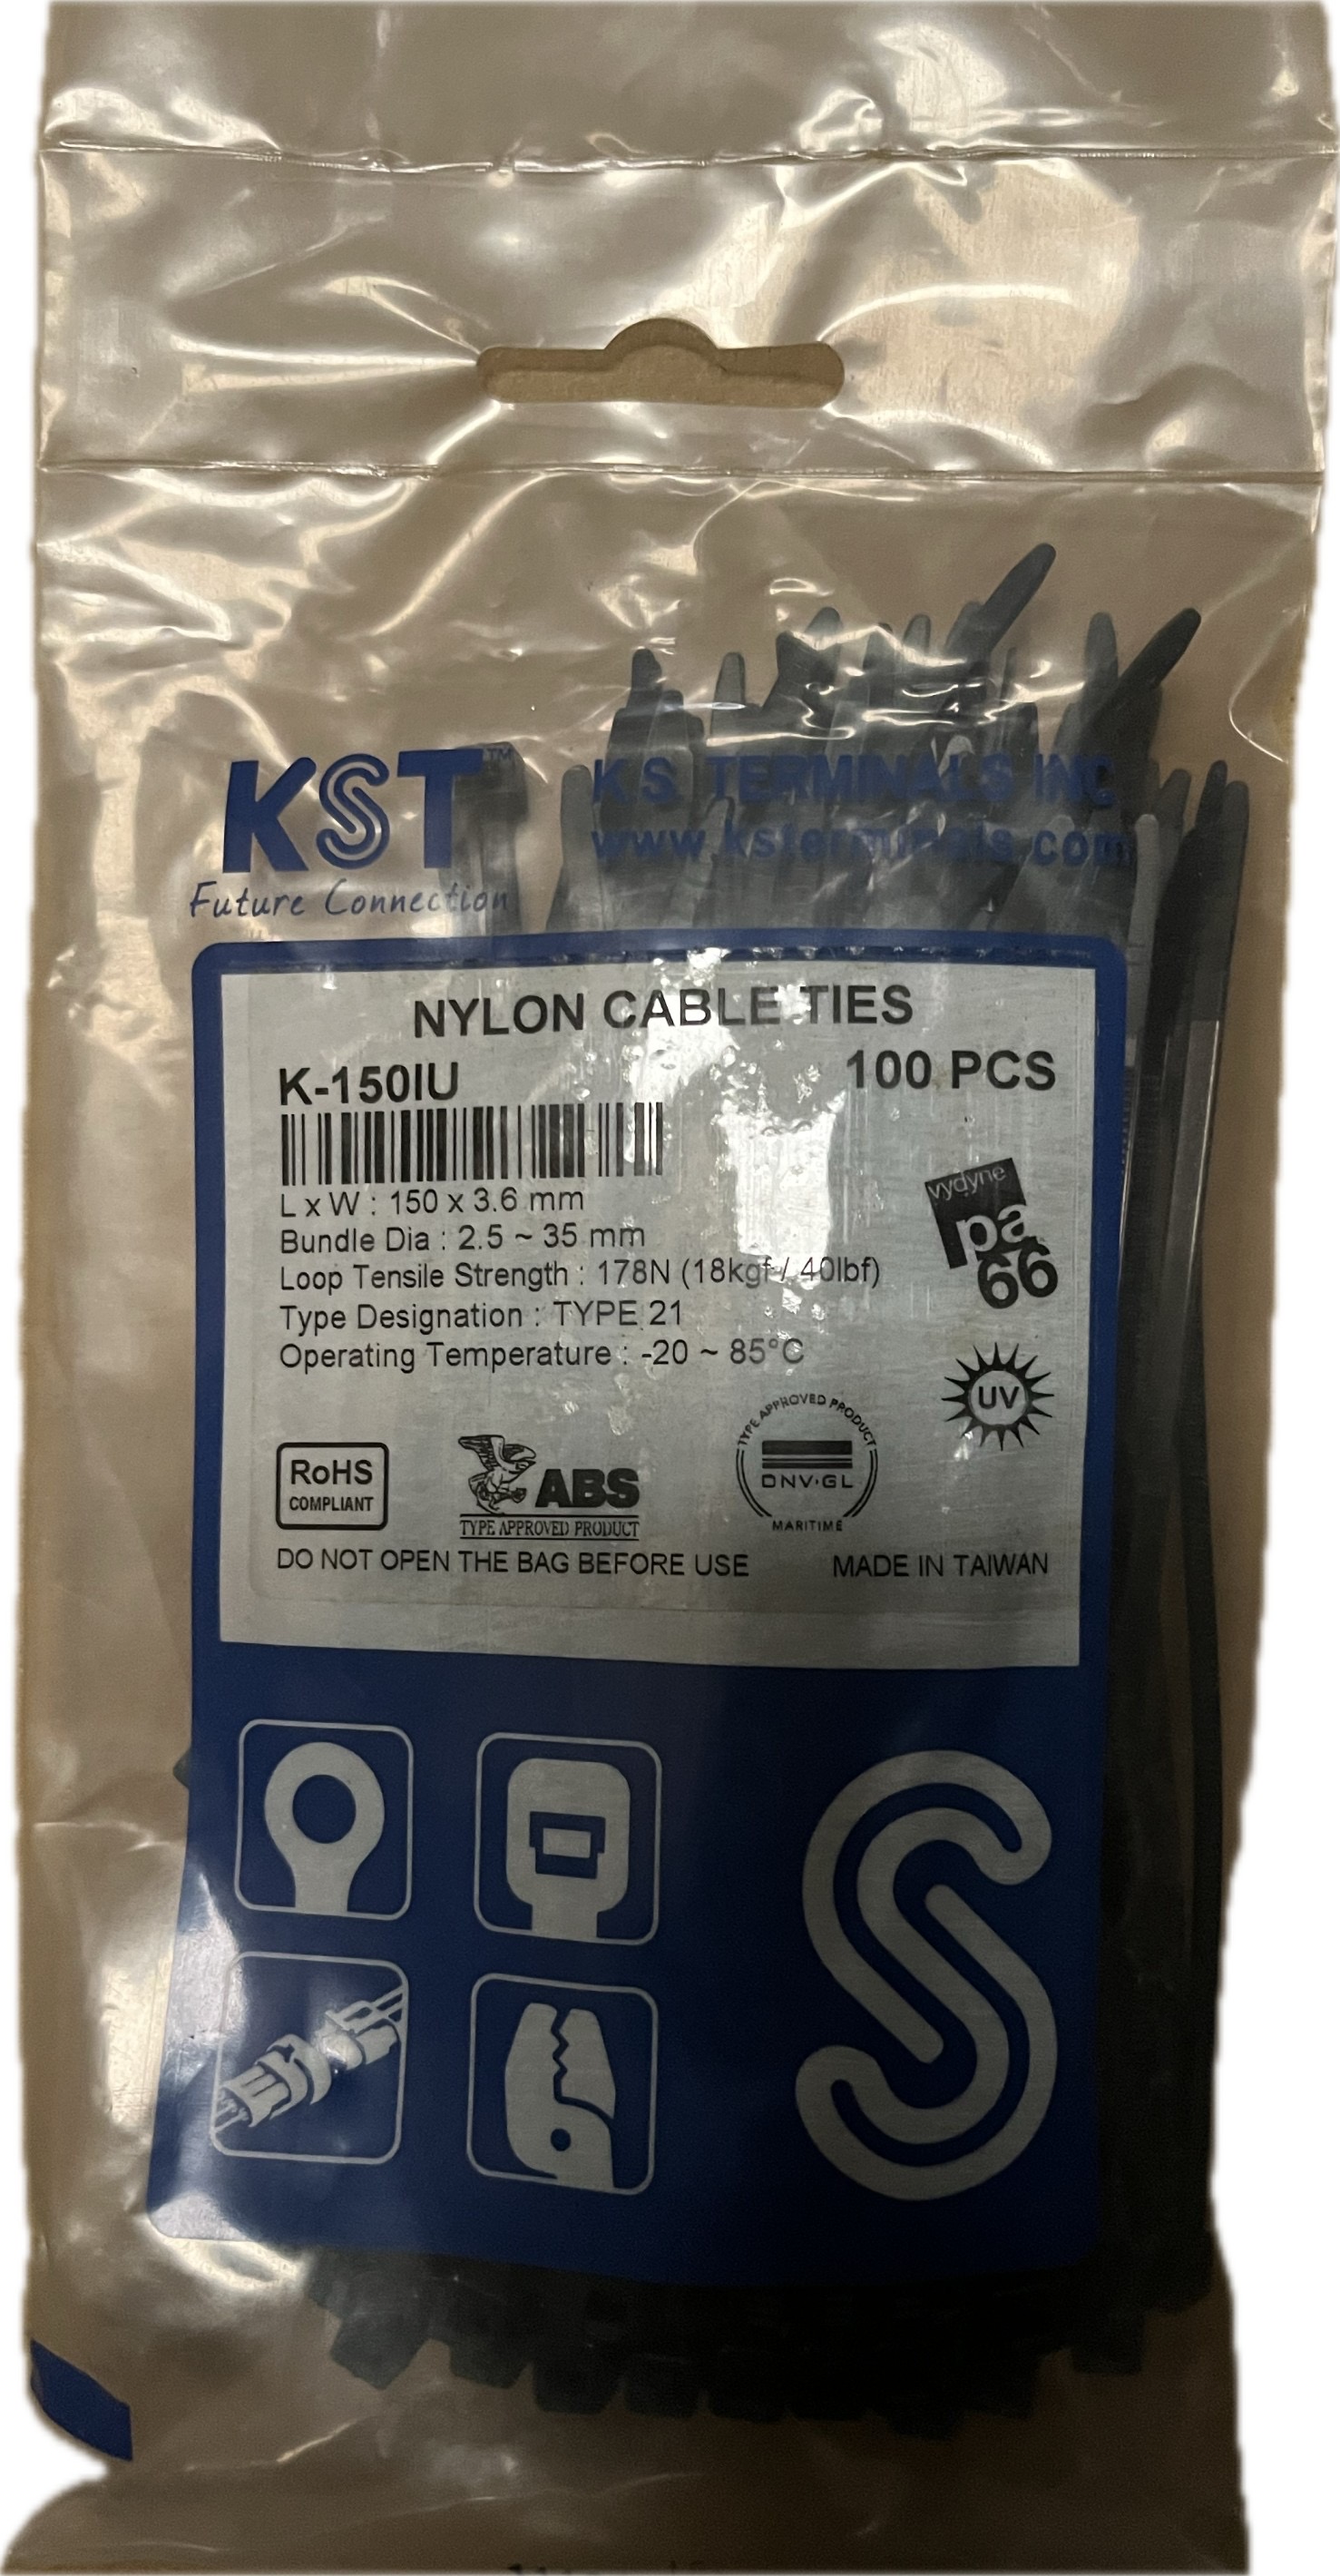 KST™
Future Connection
K.S. TERMINALS INC.
www.ksterminals.com
NYLON CABLE TIES
K-150IU
100 PCS
L x W : 150 x 3.6 mm
Bundle Dia : 2.5 ~ 35 mm
Loop Tensile Strength : 178N (18kgf / 40lbf)
Type Designation : TYPE 21
Operating Temperature : -20 ~ 85°C
vydyne
pa
66
UV
RoHS
COMPLIANT
ABS
TYPE APPROVED PRODUCT
TYPE APPROVED PRODUCT
DNV·GL
MARITIME
DO NOT OPEN THE BAG BEFORE USE
MADE IN TAIWAN
S